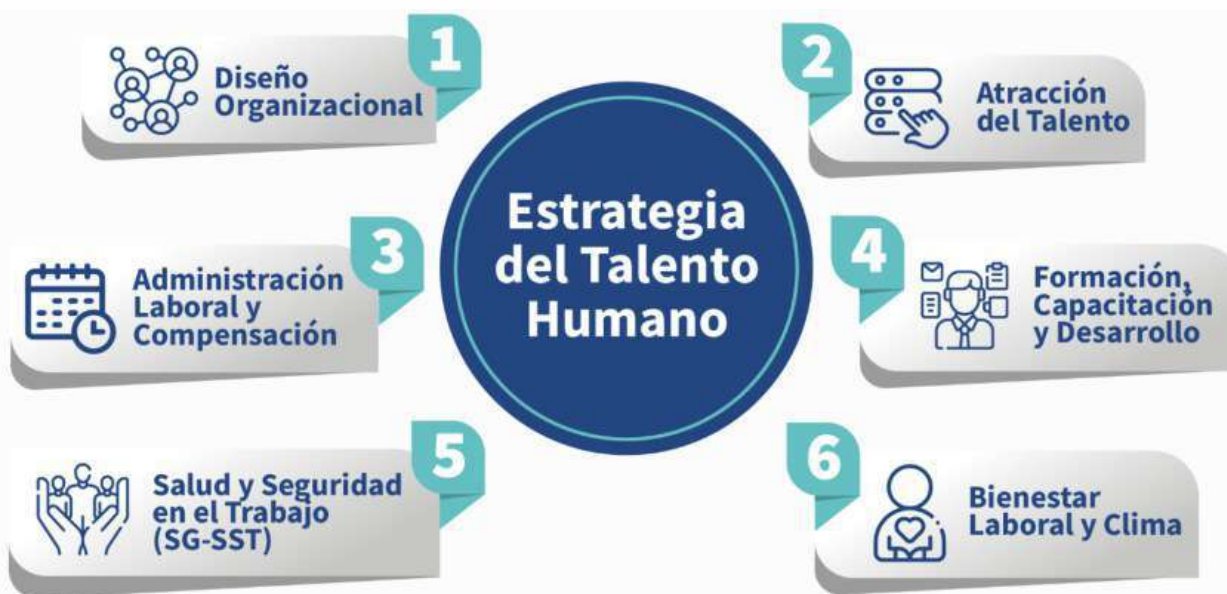 1
Diseño
Organizacional
2
Atracción
del Talento
Estrategia
del Talento
Humano
3
Administración
Laboral y
Compensación
4
Formación,
Capacitación
y Desarrollo
5
Salud y Seguridad
en el Trabajo
(SG-SST)
6
Bienestar
Laboral y Clima